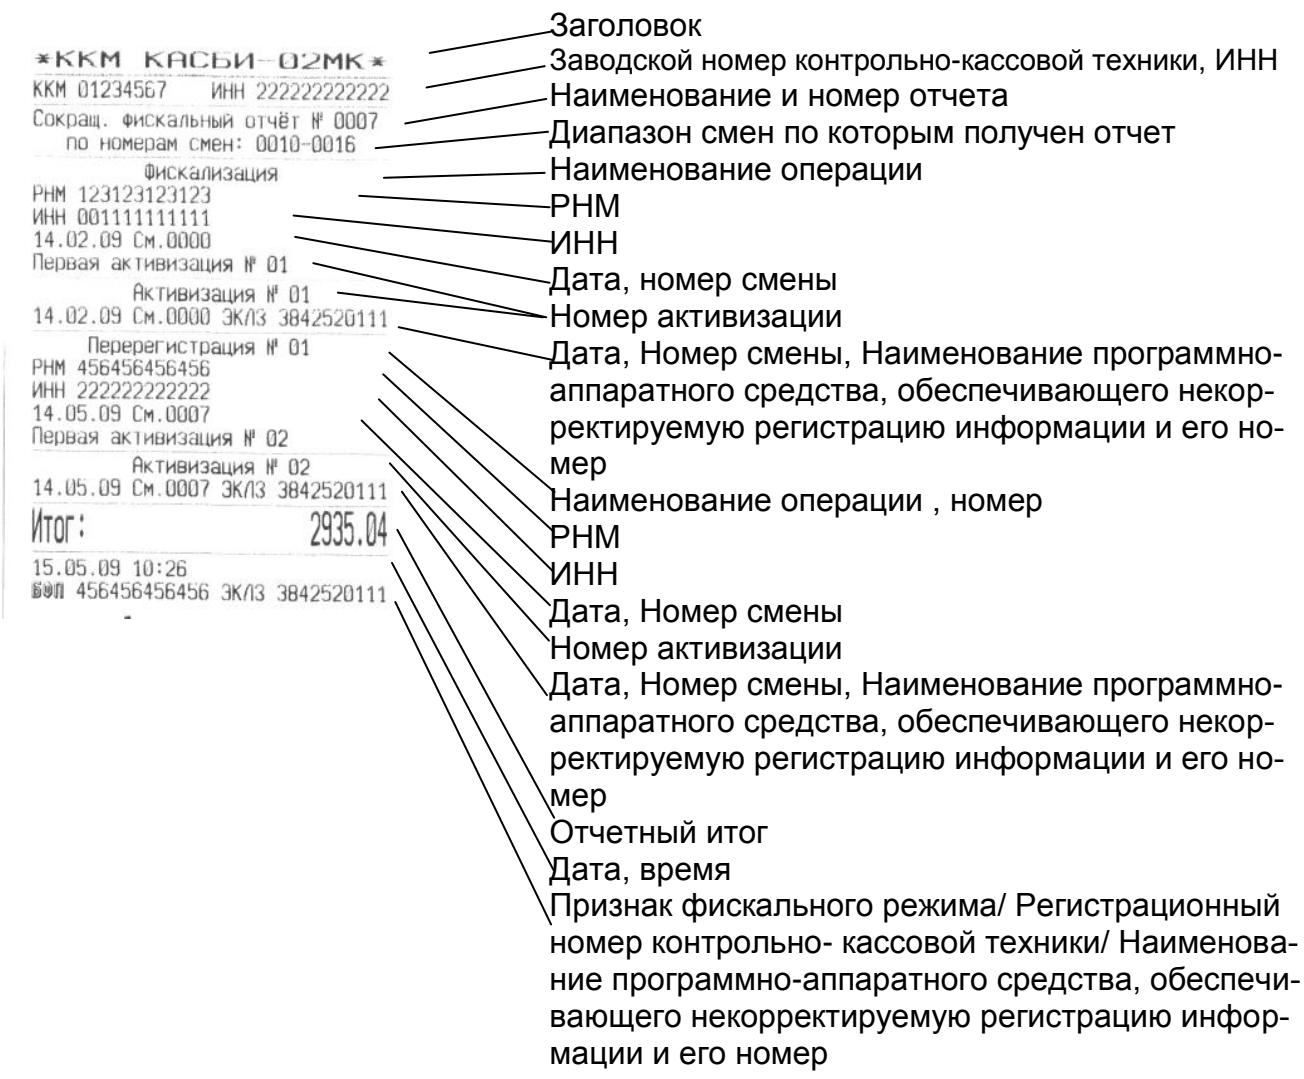 *ККМ КАСБИ-02МК*
ККМ 01234567 ИНН 222222222222
Сокращ. фискальный отчёт № 0007
по номерам смен: 0010-0016
Фискализация
РНМ 123123123123
ИНН 001111111111
14.02.09 См.0000
Первая активизация № 01
Активизация № 01
14.02.09 См.0000 ЭКЛЗ 3842520111
Перерегистрация № 01
РНМ 456456456456
ИНН 222222222222
14.05.09 См.0007
Первая активизация № 02
Активизация № 02
14.05.09 См.0007 ЭКЛЗ 3842520111
Итог: 2935.04
15.05.09 10:26
БФП 456456456456 ЭКЛЗ 3842520111
Заголовок
Заводской номер контрольно-кассовой техники, ИНН
Наименование и номер отчета
Диапазон смен по которым получен отчет
Наименование операции
РНМ
ИНН
Дата, номер смены
Номер активизации
Дата, Номер смены, Наименование программно-
аппаратного средства, обеспечивающего некор-
ректируемую регистрацию информации и его но-
мер
Наименование операции , номер
РНМ
ИНН
Дата, Номер смены
Номер активизации
Дата, Номер смены, Наименование программно-
аппаратного средства, обеспечивающего некор-
ректируемую регистрацию информации и его но-
мер
Отчетный итог
Дата, время
Признак фискального режима/ Регистрационный
номер контрольно- кассовой техники/ Наименова-
ние программно-аппаратного средства, обеспечи-
вающего некорректируемую регистрацию инфор-
мации и его номер